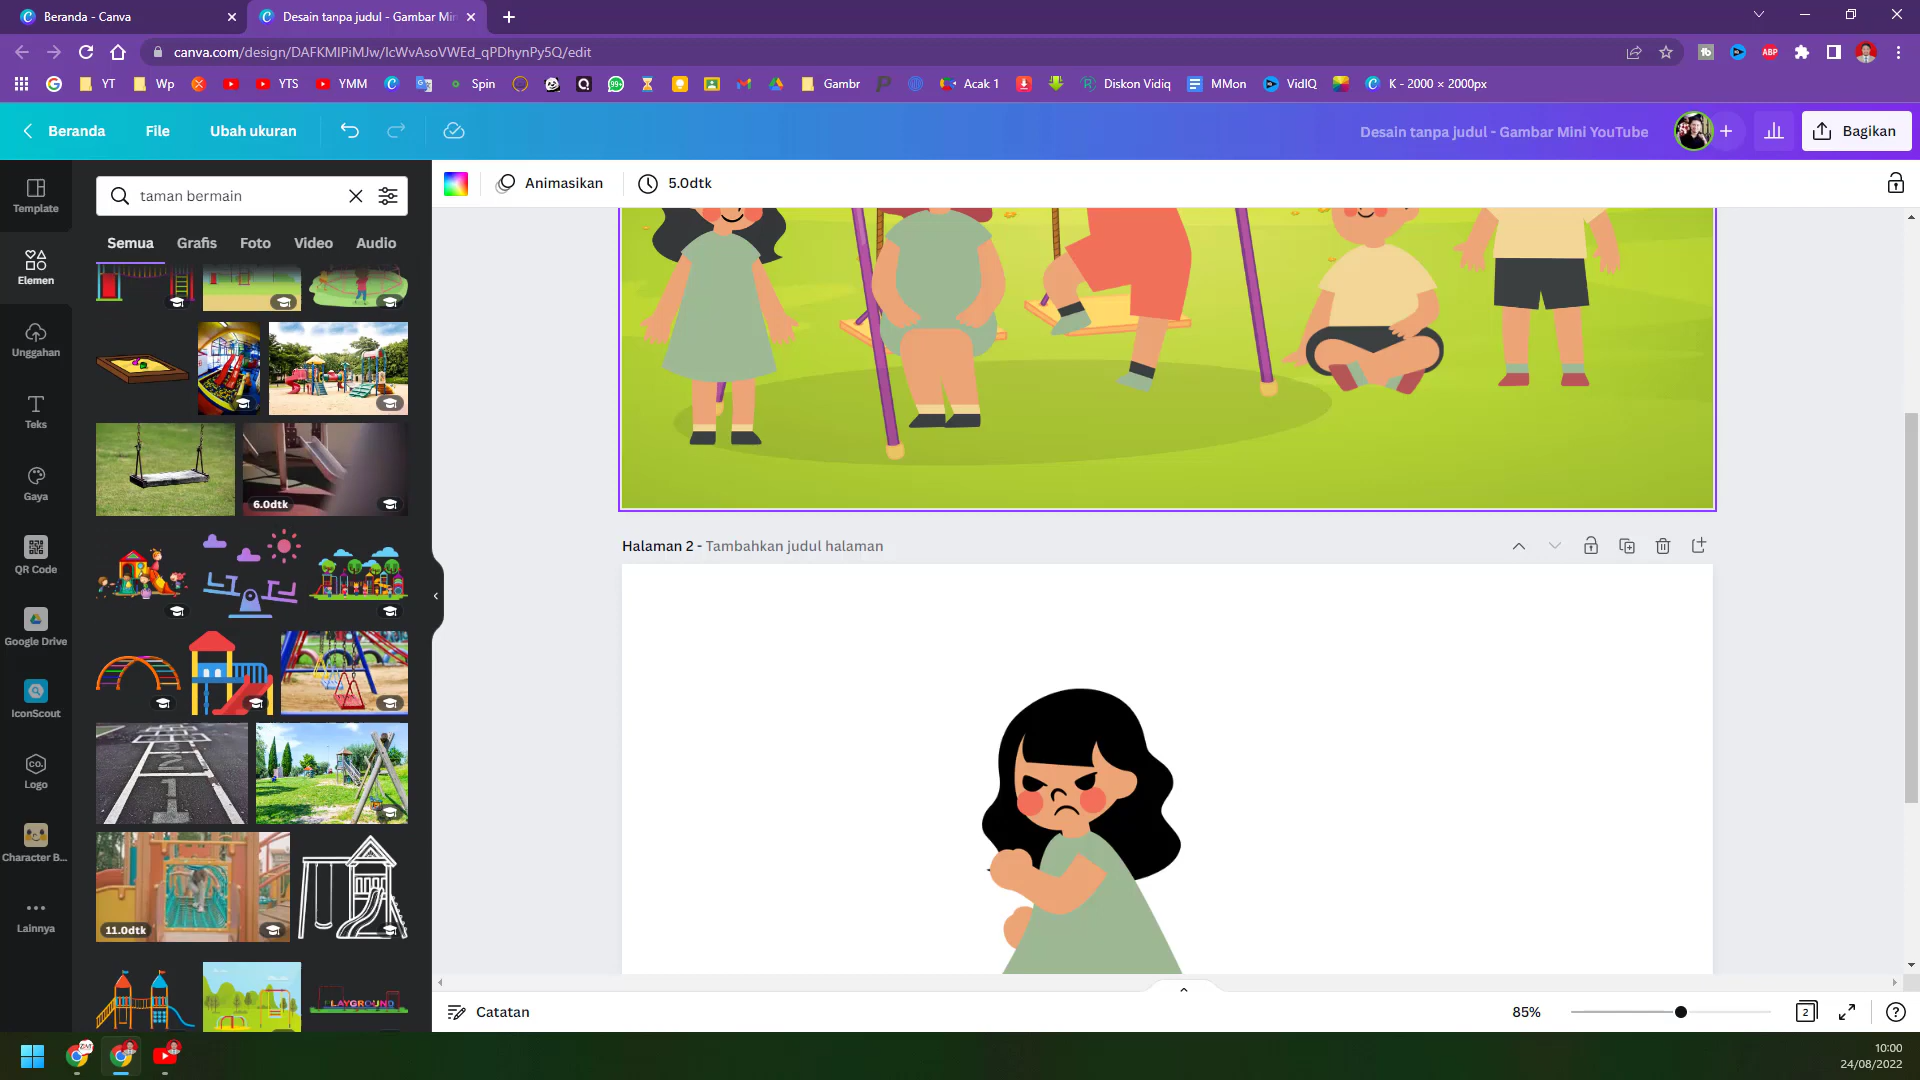 Beranda - Canva
Desain tanpa judul - Gambar Min
canva.com/design/DAFKMIPiMJw/IcWvAsoVWEd_qPDhynPy5Q/edit
YT
Wp
YTS
YMM
Spin
Gambr
Acak 1
Diskon Vidiq
MMon
VidIQ
K - 2000 × 2000px
Beranda
File
Ubah ukuran
Desain tanpa judul - Gambar Mini YouTube
Bagikan
Template
Elemen
Unggahan
Teks
Gaya
QR Code
Google Drive
IconScout
Logo
Character B...
Lainnya
taman bermain
Semua
Grafis
Foto
Video
Audio
6.0dtk
11.0dtk
PLAYGROUND
Animasikan
5.0dtk
Halaman 2 - Tambahkan judul halaman
Catatan
85%
2
10:00
24/08/2022